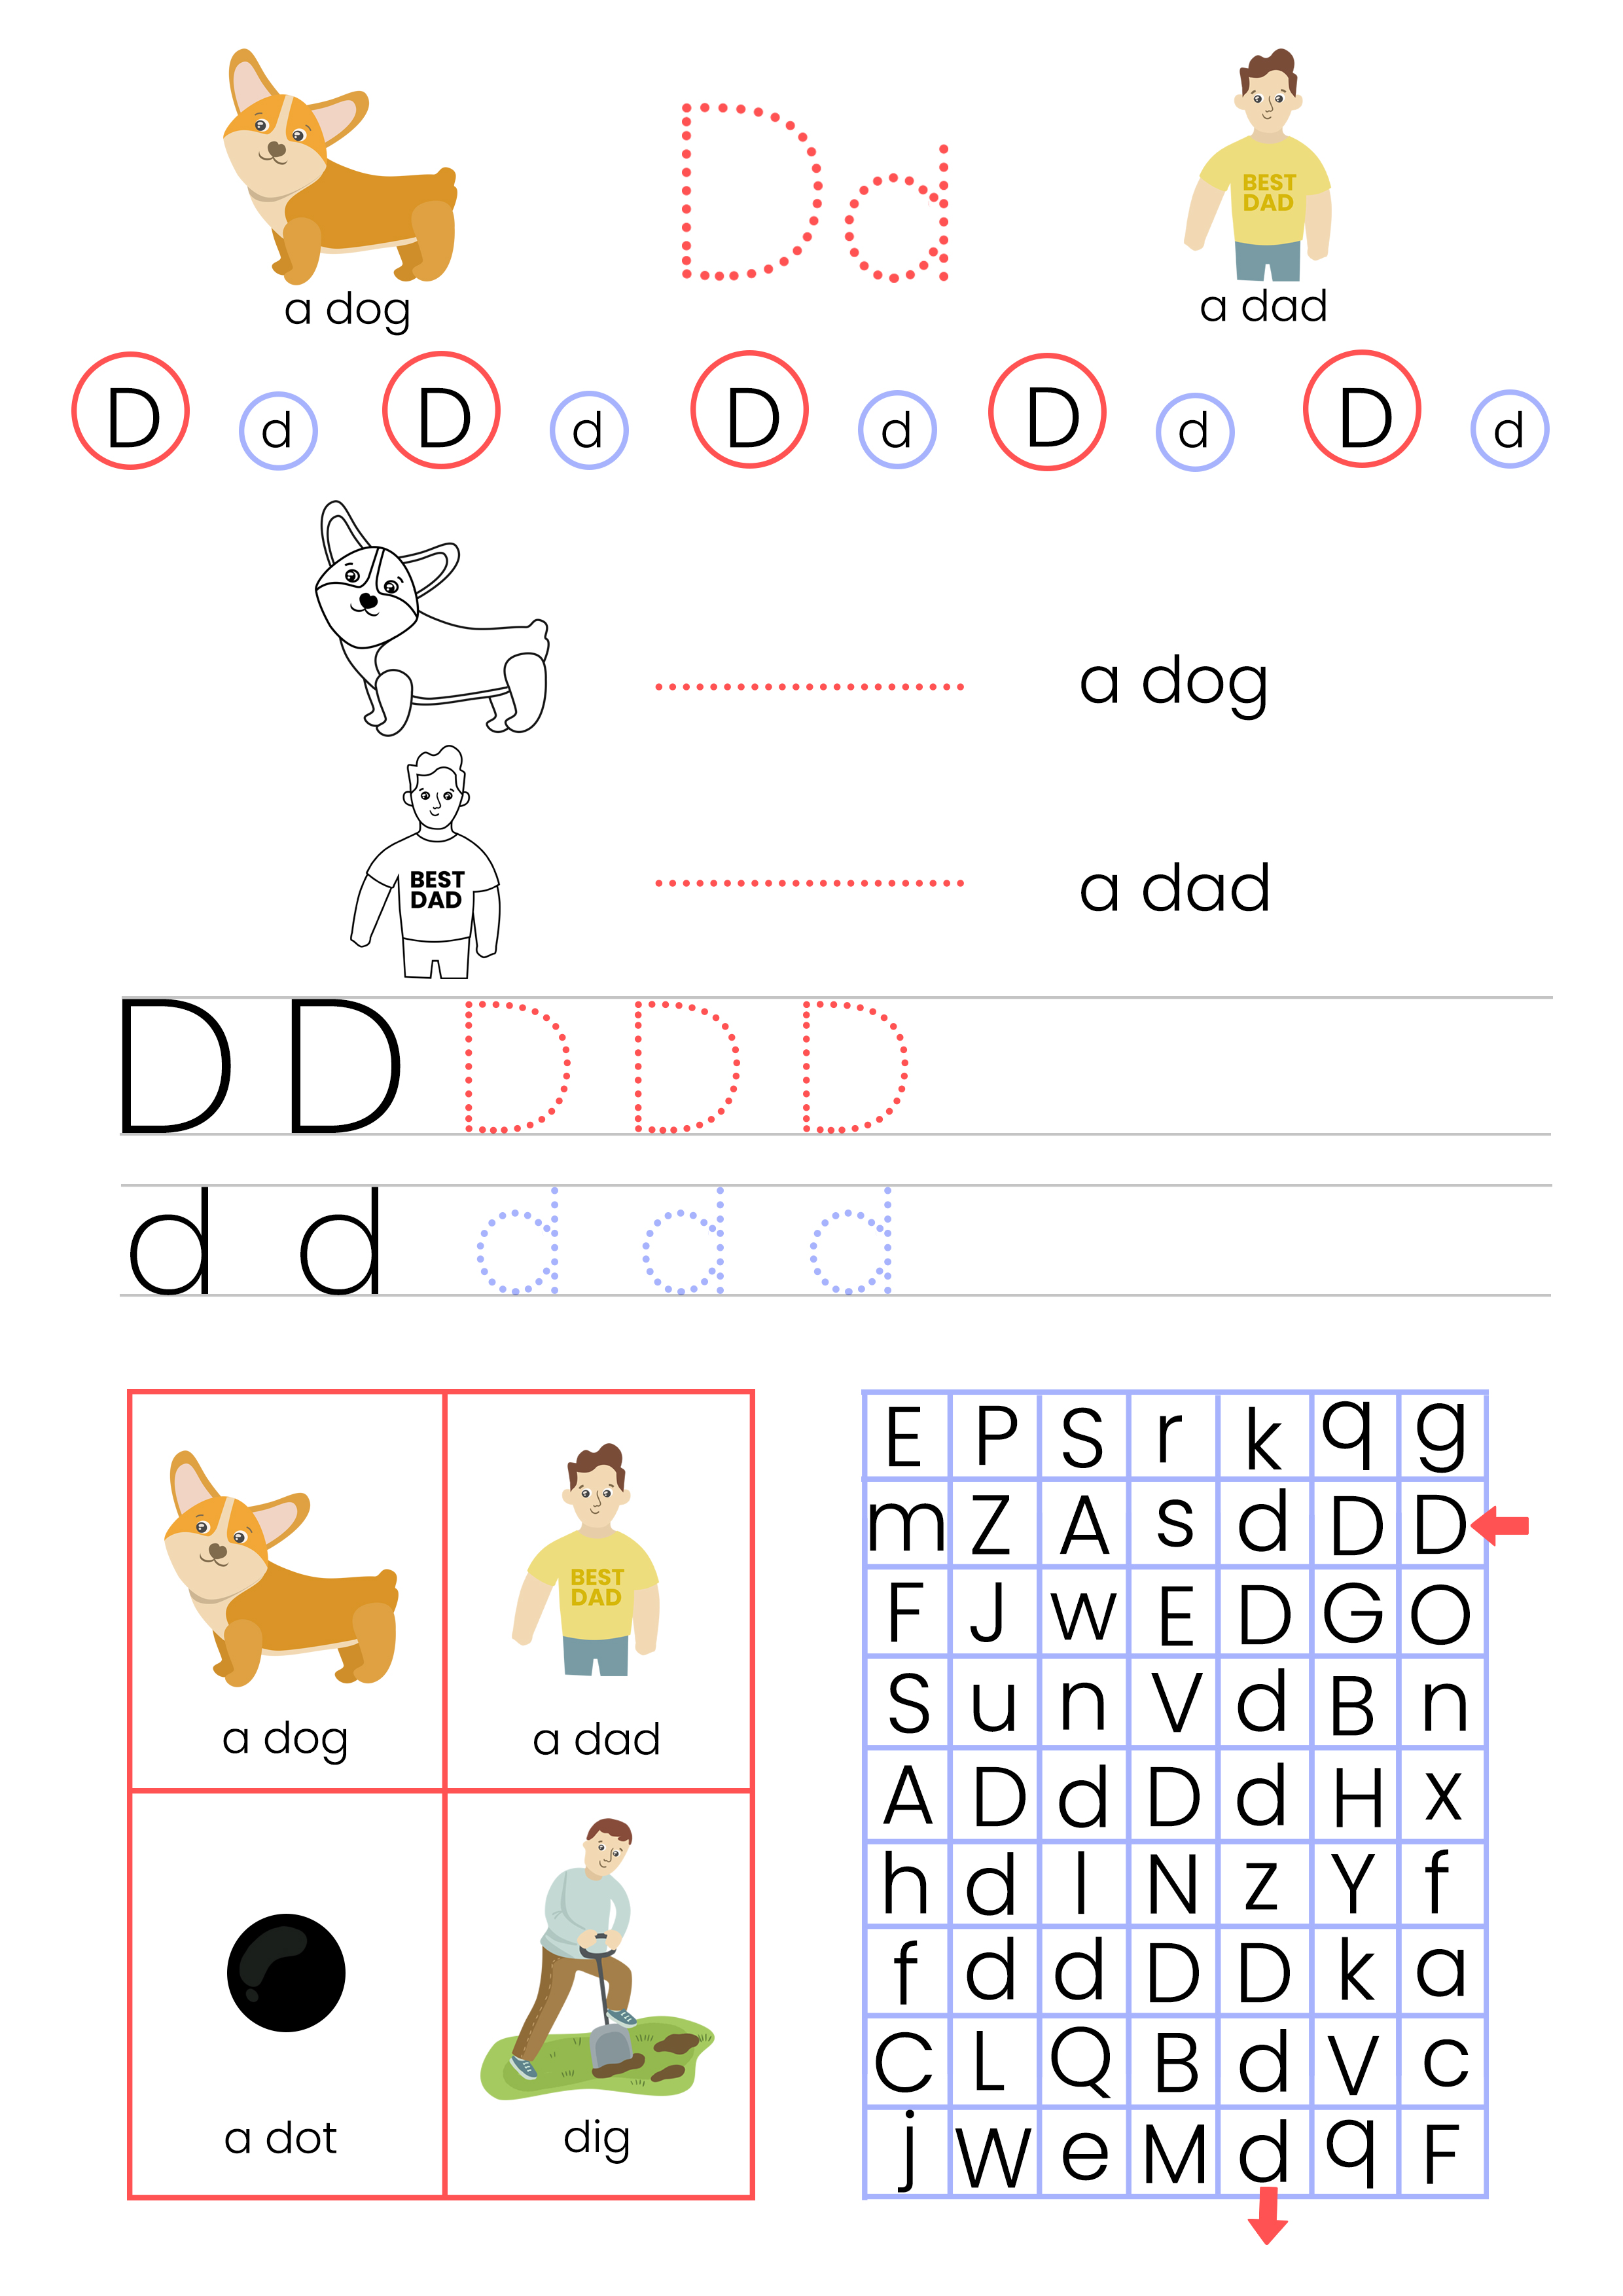 Dd
BEST
DAD
a dog
a dad
D d D d D d D d D d
a dog
BEST
DAD
a dad
D D D D D
d d d d d
BEST
DAD
a dog
a dad
a dot
dig
E P S r k q g
m Z A s d D D
F J w E D G O
S u n V d B n
A D d D d H x
h d l N z Y f
f d d D D k a
C L Q B d V c
j W e M d q F